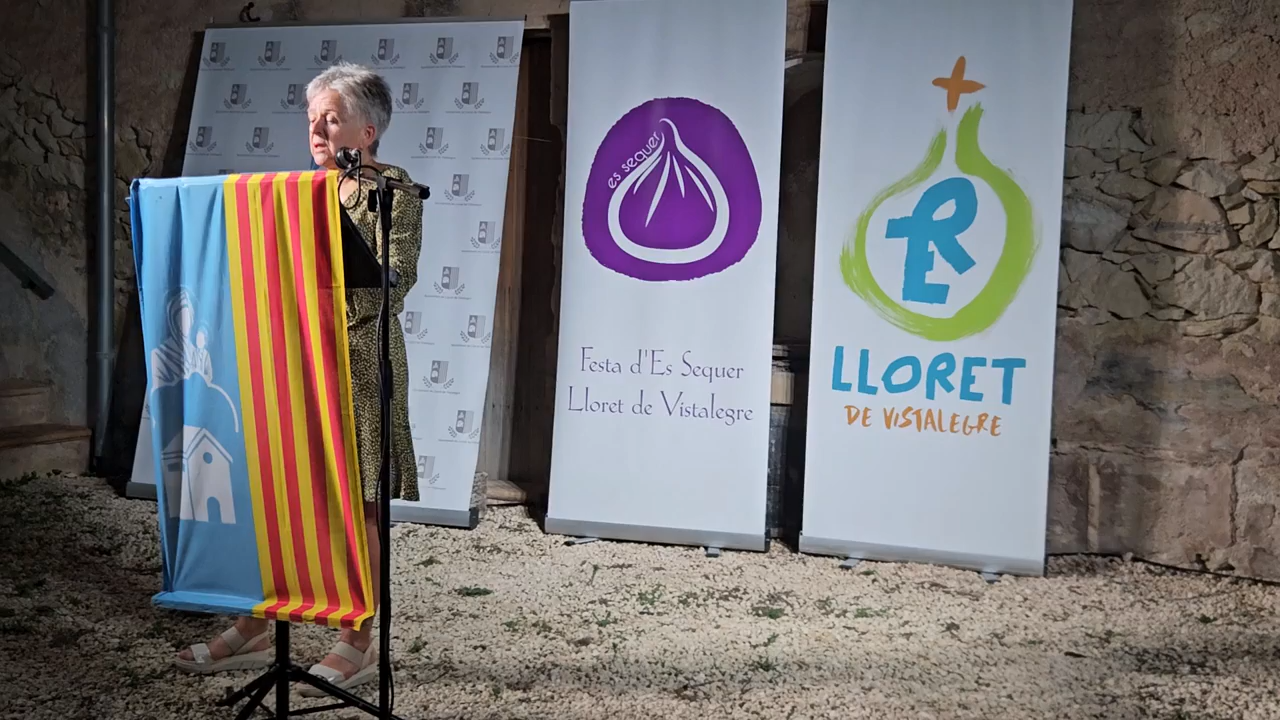 es sequer
Festa d'Es Sequer
Lloret de Vistalegre
LLORET
DE VISTALEGRE